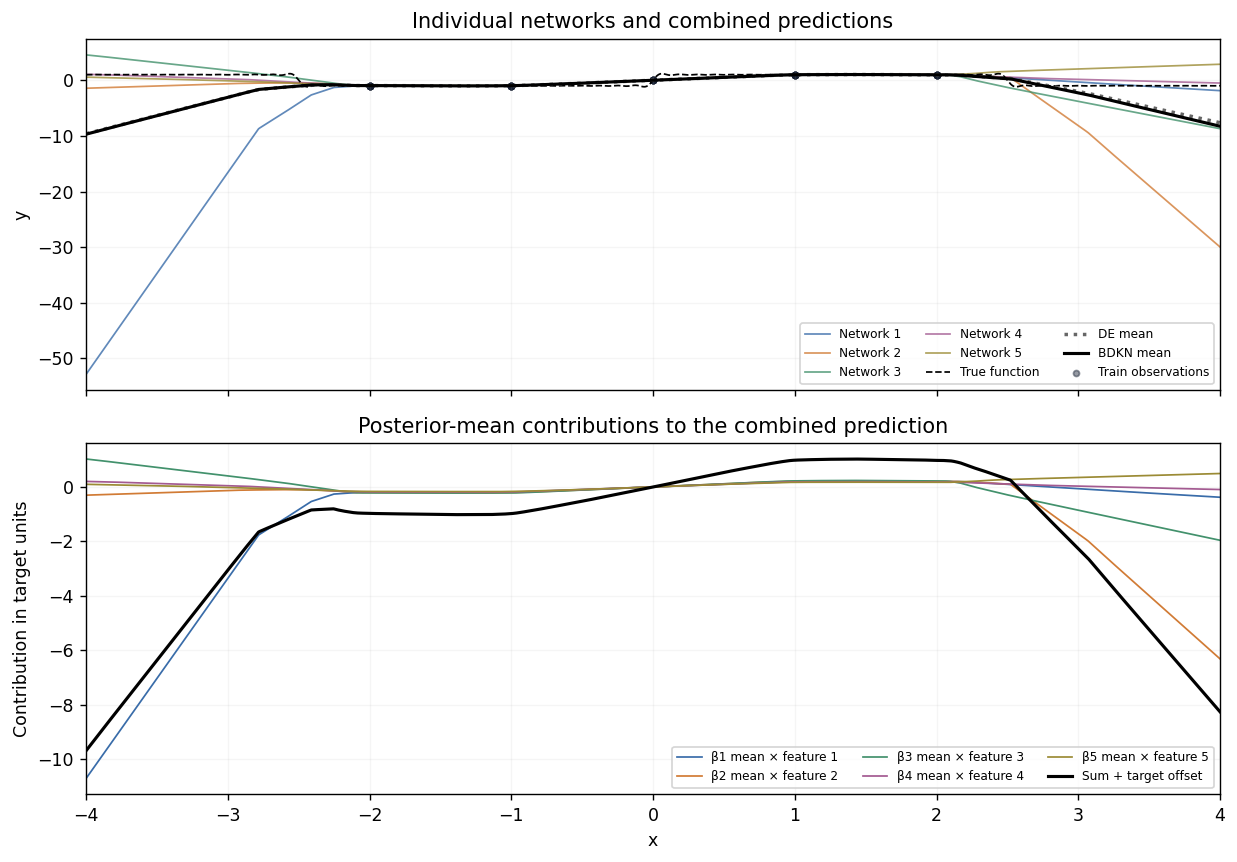 Individual networks and combined predictions
0
−10
−20
−30
−40
−50
y
Network 1 Network 4 DE mean
Network 2 Network 5 BDKN mean
Network 3 True function Train observations
Posterior-mean contributions to the combined prediction
0
−2
−4
−6
−8
−10
Contribution in target units
β1 mean × feature 1 β3 mean × feature 3 β5 mean × feature 5
β2 mean × feature 2 β4 mean × feature 4 Sum + target offset
−4 −3 −2 −1 0 1 2 3 4
x